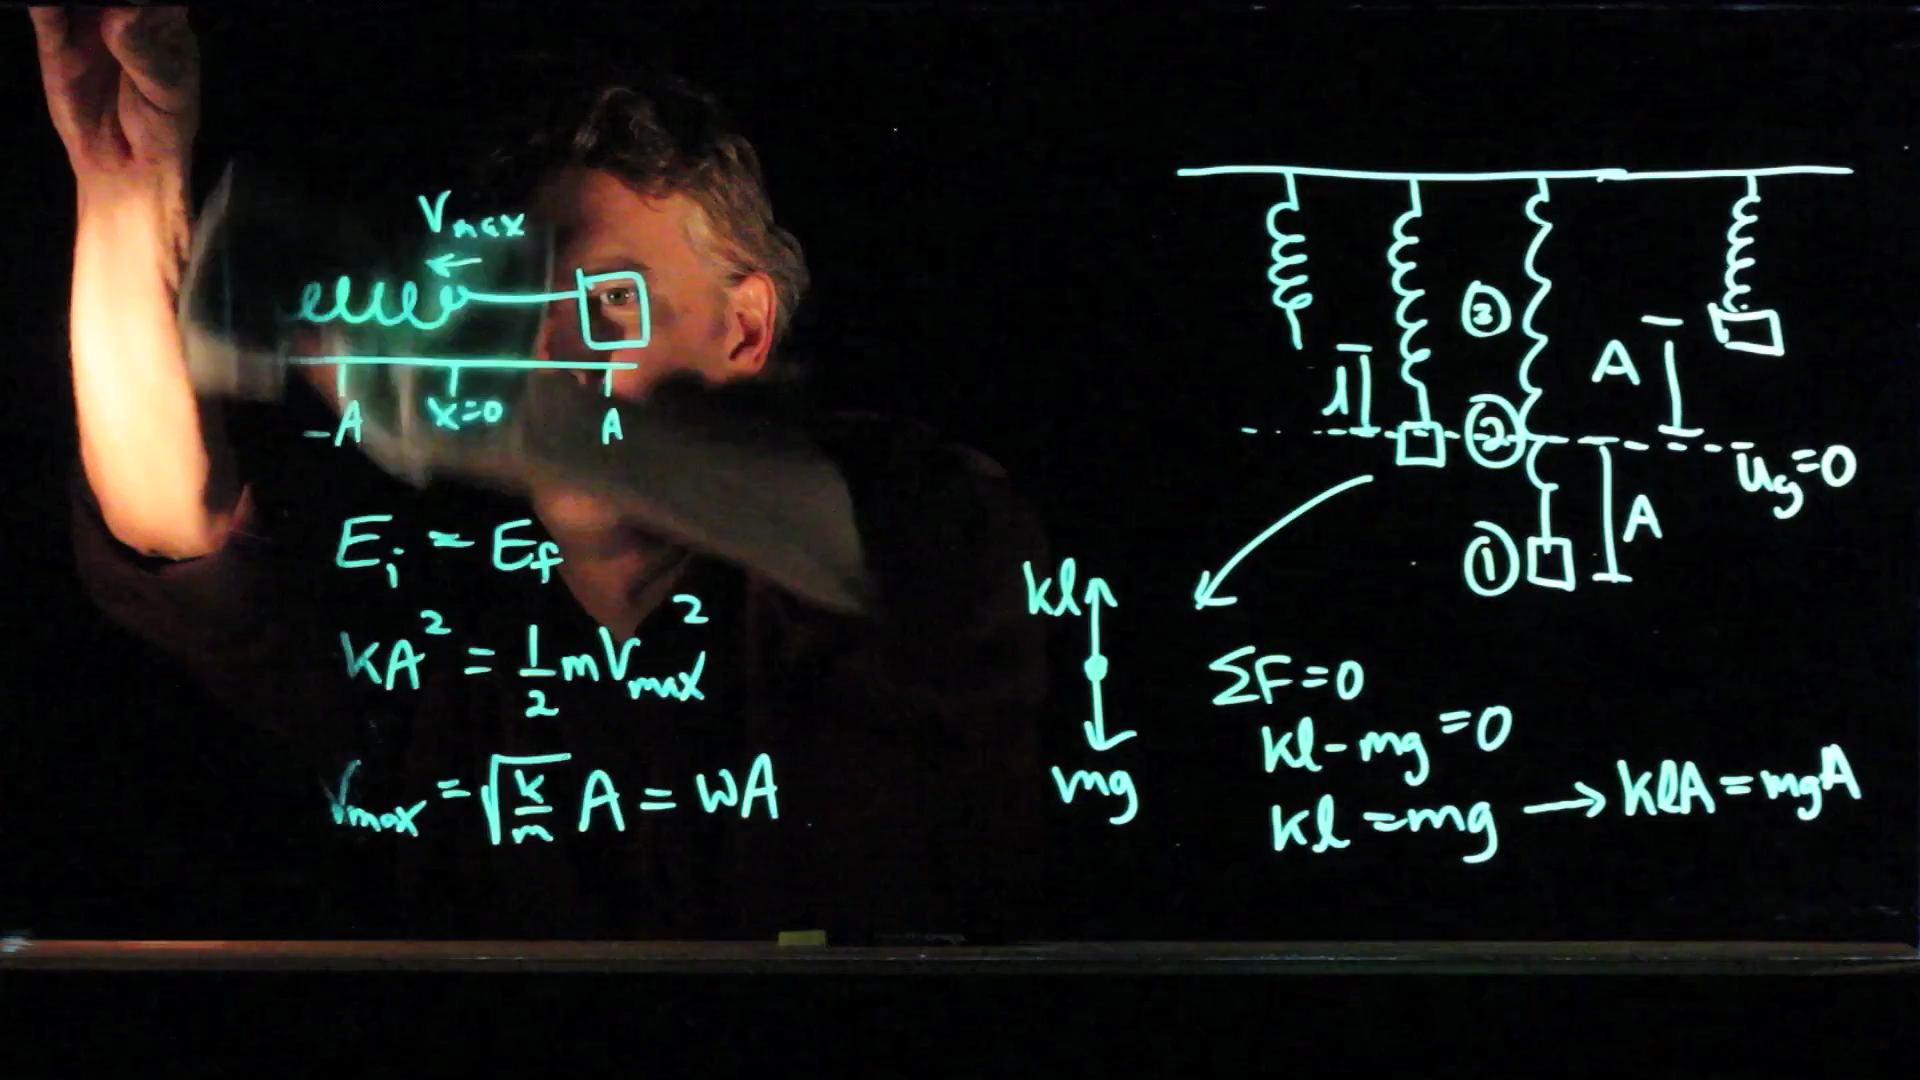 Vmax
-A x=0 A
Ei = Ef
kA² = 1/2 mVmax²
Vmax = √(k/m) A = ωA
③
A
l
②
ug=0
A
①
kl
mg
ΣF=0
kl-mg=0
kl=mg → klA=mgA